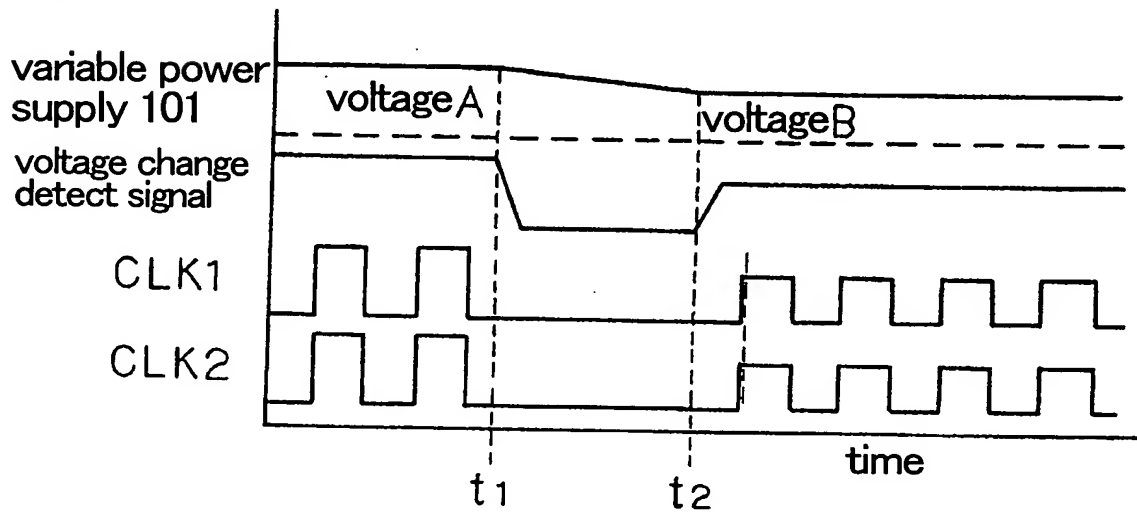 variable power
supply 101
voltage A
voltage B
voltage change
detect signal
CLK1
CLK2
time
t1
t2